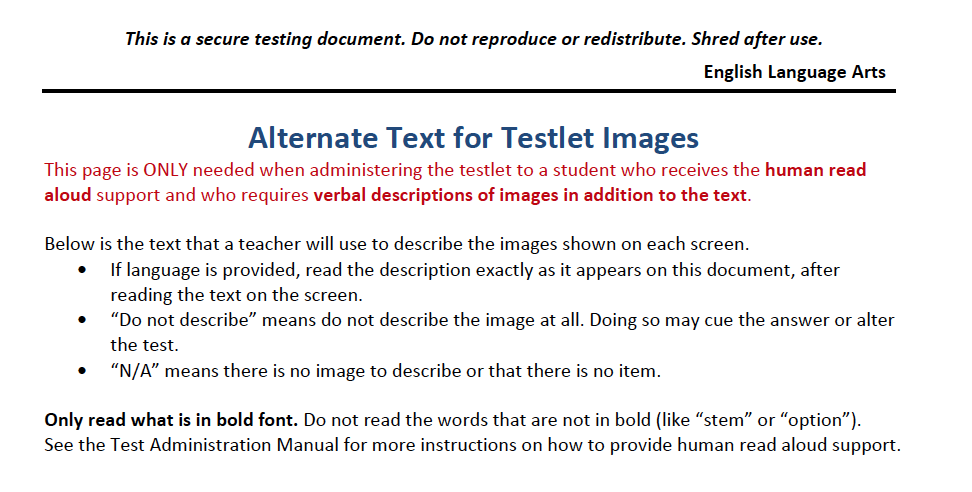 This is a secure testing document. Do not reproduce or redistribute. Shred after use.
English Language Arts
Alternate Text for Testlet Images
This page is ONLY needed when administering the testlet to a student who receives the human read
aloud support and who requires verbal descriptions of images in addition to the text.
Below is the text that a teacher will use to describe the images shown on each screen.
• If language is provided, read the description exactly as it appears on this document, after
reading the text on the screen.
• “Do not describe” means do not describe the image at all. Doing so may cue the answer or alter
the test.
• “N/A” means there is no image to describe or that there is no item.
Only read what is in bold font. Do not read the words that are not in bold (like “stem” or “option”).
See the Test Administration Manual for more instructions on how to provide human read aloud support.